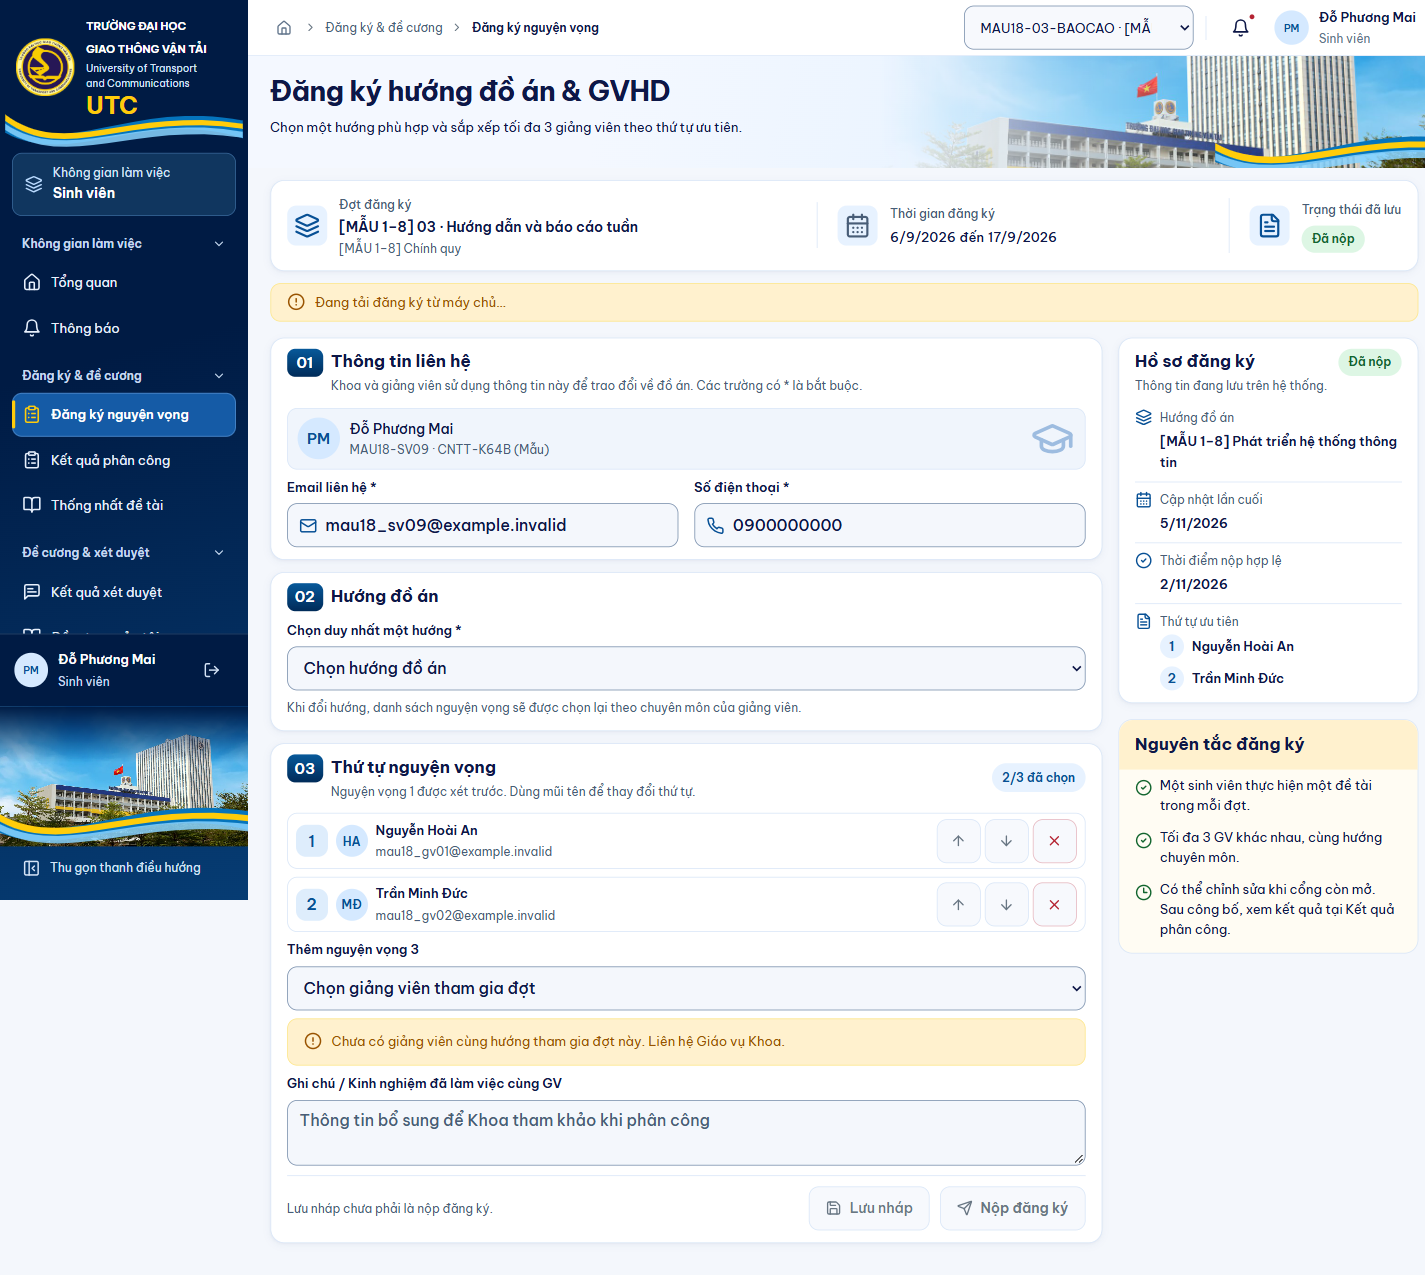 TRƯỜNG ĐẠI HỌC
GIAO THÔNG VẬN TẢI
University of Transport
and Communications
UTC
Không gian làm việc
Sinh viên
Không gian làm việc
Tổng quan
Thông báo
Đăng ký & đề cương
Đăng ký nguyện vọng
Kết quả phân công
Thống nhất đề tài
Đề cương & xét duyệt
Kết quả xét duyệt
PM
Đỗ Phương Mai
Sinh viên
Thu gọn thanh điều hướng
Đăng ký & đề cương
Đăng ký nguyện vọng
MAU18-03-BAOCAO · [MẪ
PM
Đỗ Phương Mai
Sinh viên
Đăng ký hướng đồ án & GVHD
Chọn một hướng phù hợp và sắp xếp tối đa 3 giảng viên theo thứ tự ưu tiên.
Đợt đăng ký
[MẪU 1-8] 03 · Hướng dẫn và báo cáo tuần
[MẪU 1-8] Chính quy
Thời gian đăng ký
6/9/2026 đến 17/9/2026
Trạng thái đã lưu
Đã nộp
Đang tải đăng ký từ máy chủ...
01 Thông tin liên hệ
Khoa và giảng viên sử dụng thông tin này để trao đổi về đồ án. Các trường có * là bắt buộc.
PM
Đỗ Phương Mai
MAU18-SV09 · CNTT-K64B (Mẫu)
Email liên hệ *
mau18_sv09@example.invalid
Số điện thoại *
0900000000
02 Hướng đồ án
Chọn duy nhất một hướng *
Chọn hướng đồ án
Khi đổi hướng, danh sách nguyện vọng sẽ được chọn lại theo chuyên môn của giảng viên.
03 Thứ tự nguyện vọng
Nguyện vọng 1 được xét trước. Dùng mũi tên để thay đổi thứ tự.
2/3 đã chọn
1
HA
Nguyễn Hoài An
mau18_gv01@example.invalid
2
MĐ
Trần Minh Đức
mau18_gv02@example.invalid
Thêm nguyện vọng 3
Chọn giảng viên tham gia đợt
Chưa có giảng viên cùng hướng tham gia đợt này. Liên hệ Giáo vụ Khoa.
Ghi chú / Kinh nghiệm đã làm việc cùng GV
Thông tin bổ sung để Khoa tham khảo khi phân công
Lưu nháp chưa phải là nộp đăng ký.
Lưu nháp
Nộp đăng ký
Hồ sơ đăng ký
Đã nộp
Thông tin đang lưu trên hệ thống.
Hướng đồ án
[MẪU 1-8] Phát triển hệ thống thông
tin
Cập nhật lần cuối
5/11/2026
Thời điểm nộp hợp lệ
2/11/2026
Thứ tự ưu tiên
1 Nguyễn Hoài An
2 Trần Minh Đức
Nguyên tắc đăng ký
Một sinh viên thực hiện một đề tài
trong mỗi đợt.
Tối đa 3 GV khác nhau, cùng hướng
chuyên môn.
Có thể chỉnh sửa khi cổng còn mở.
Sau công bố, xem kết quả tại Kết quả
phân công.